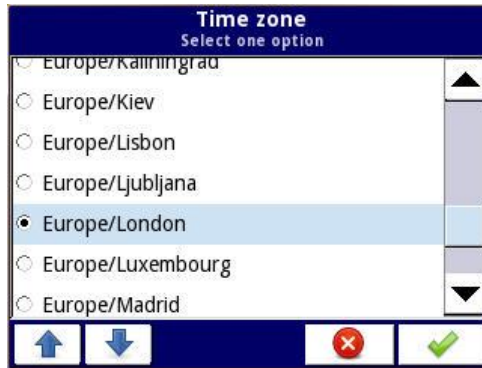 Time zone
Select one option
Europe/Kaliningrad
Europe/Kiev
Europe/Lisbon
Europe/Ljubljana
Europe/London
Europe/Luxembourg
Europe/Madrid